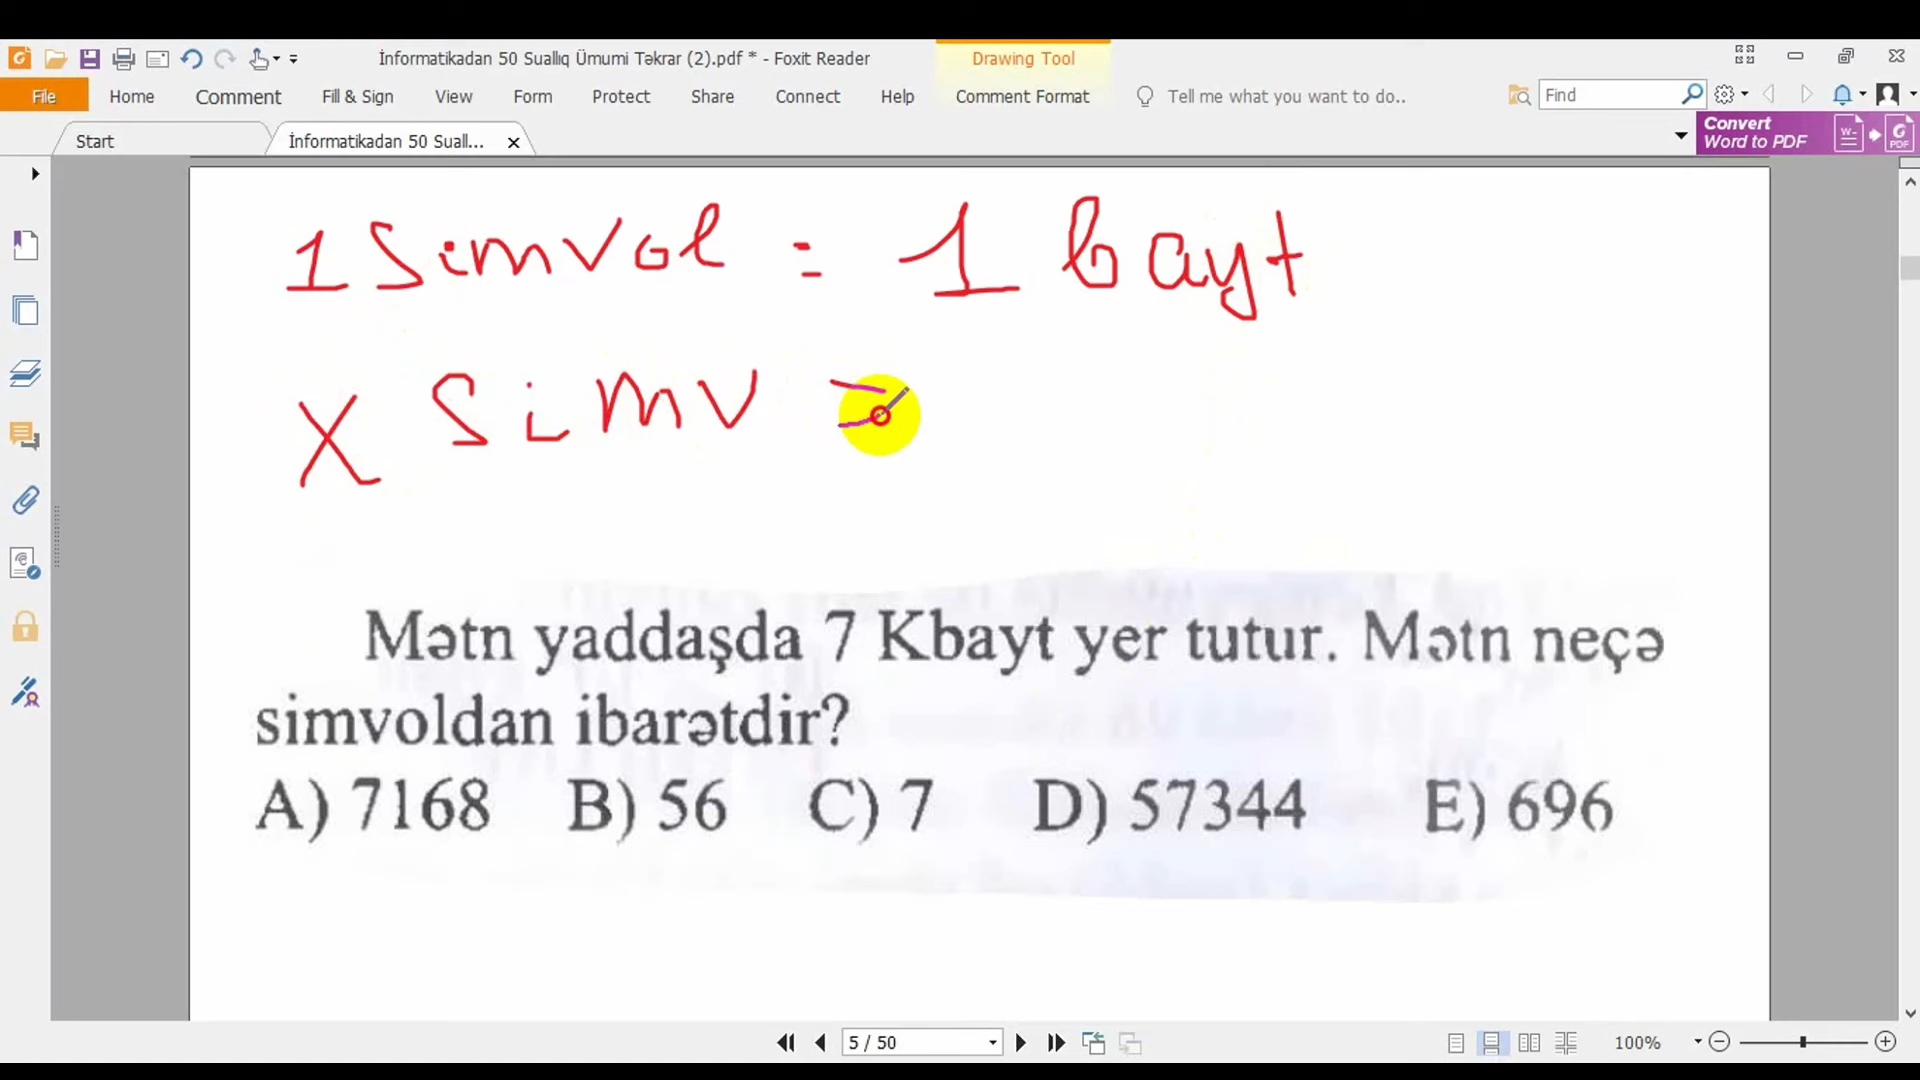 İnformatikadan 50 Suallıq Ümumi Təkrar (2).pdf * - Foxit Reader
Drawing Tool
File Home Comment Fill & Sign View Form Protect Share Connect Help Comment Format Tell me what you want to do.. Find
Start İnformatikadan 50 Suall...
Convert
Word to PDF
1 Simvol = 1 bayt
X Simv =
Mətn yaddaşda 7 Kbayt yer tutur. Mətn neçə
simvoldan ibarətdir?
A) 7168 B) 56 C) 7 D) 57344 E) 696
5 / 50 100%